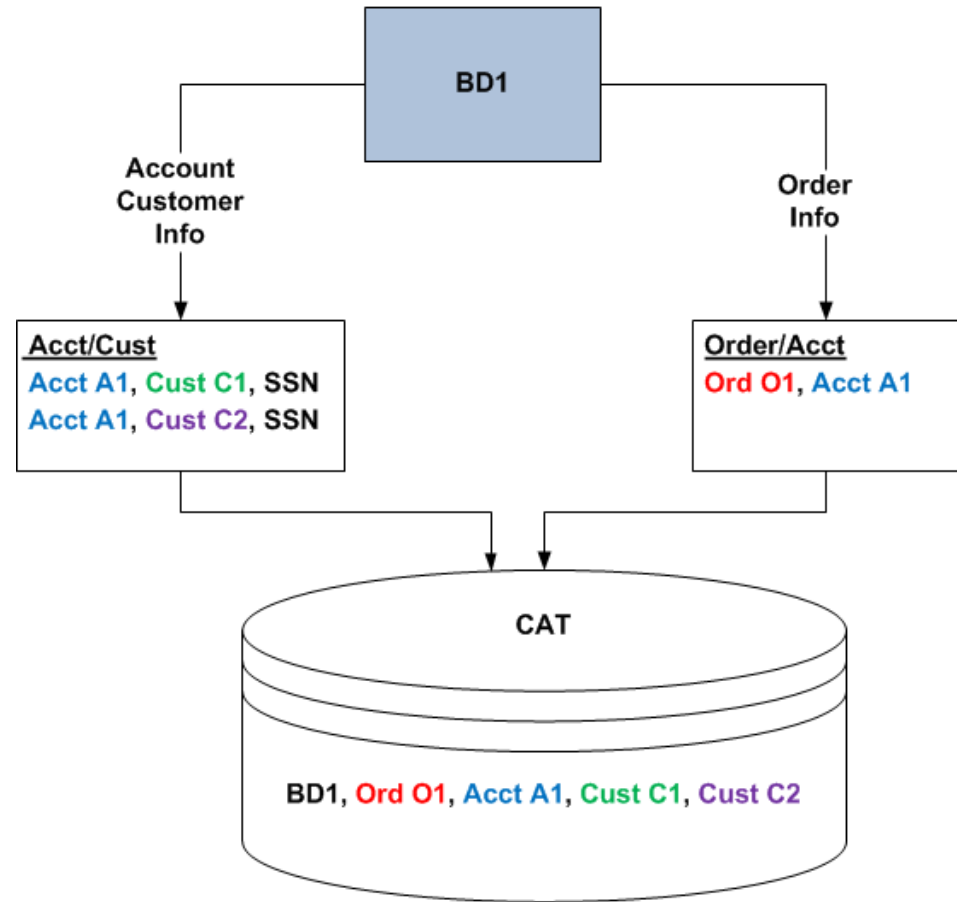 BD1
Account
Customer
Info
Order
Info
Acct/Cust
Acct A1, Cust C1, SSN
Acct A1, Cust C2, SSN
Order/Acct
Ord O1, Acct A1
CAT
BD1, Ord O1, Acct A1, Cust C1, Cust C2